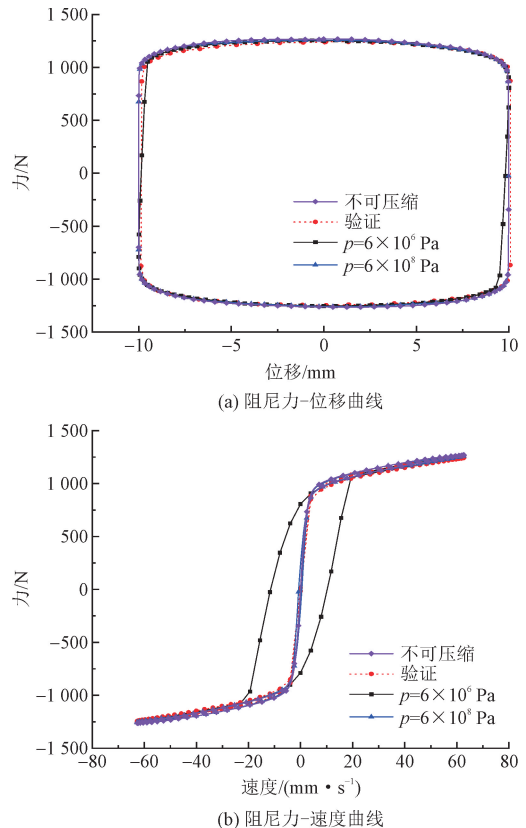 1 500
1 000
500
0
-500
-1 000
-1 500
力/N
不可压缩
验证
p=6×10⁶ Pa
p=6×10⁸ Pa
-10 -5 0 5 10
位移/mm
(a) 阻尼力-位移曲线
1 500
1 000
500
0
-500
-1 000
-1 500
力/N
不可压缩
验证
p=6×10⁶ Pa
p=6×10⁸ Pa
-80 -60 -40 -20 0 20 40 60 80
速度/(mm·s⁻¹)
(b) 阻尼力-速度曲线